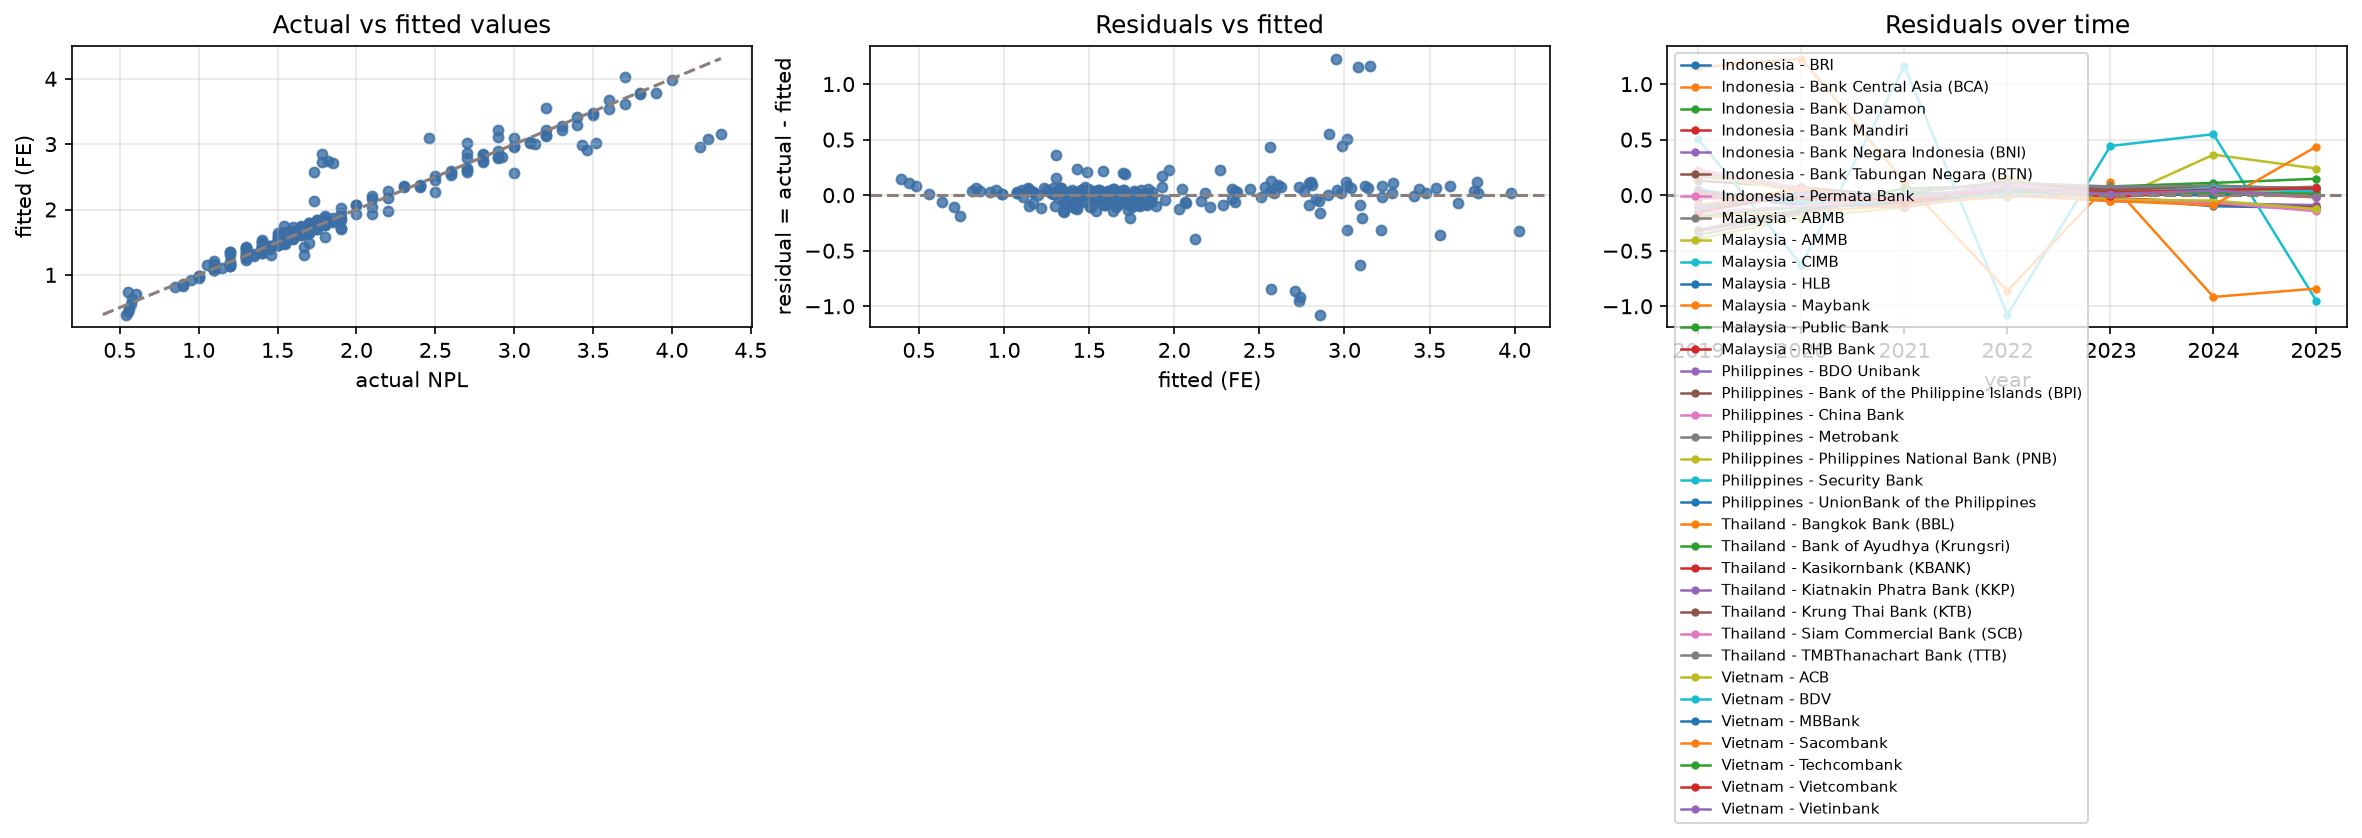 Actual vs fitted values
fitted (FE)
4
3
2
1
0.5 1.0 1.5 2.0 2.5 3.0 3.5 4.0 4.5
actual NPL
Residuals vs fitted
residual = actual - fitted
1.0
0.5
0.0
−0.5
−1.0
0.5 1.0 1.5 2.0 2.5 3.0 3.5 4.0
fitted (FE)
Residuals over time
1.0
0.5
0.0
−0.5
−1.0
2019 2020 2021 2022 2023 2024 2025
year
Indonesia - BRI
Indonesia - Bank Central Asia (BCA)
Indonesia - Bank Danamon
Indonesia - Bank Mandiri
Indonesia - Bank Negara Indonesia (BNI)
Indonesia - Bank Tabungan Negara (BTN)
Indonesia - Permata Bank
Malaysia - ABMB
Malaysia - AMMB
Malaysia - CIMB
Malaysia - HLB
Malaysia - Maybank
Malaysia - Public Bank
Malaysia - RHB Bank
Philippines - BDO Unibank
Philippines - Bank of the Philippine Islands (BPI)
Philippines - China Bank
Philippines - Metrobank
Philippines - Philippines National Bank (PNB)
Philippines - Security Bank
Philippines - UnionBank of the Philippines
Thailand - Bangkok Bank (BBL)
Thailand - Bank of Ayudhya (Krungsri)
Thailand - Kasikornbank (KBANK)
Thailand - Kiatnakin Phatra Bank (KKP)
Thailand - Krung Thai Bank (KTB)
Thailand - Siam Commercial Bank (SCB)
Thailand - TMBThanachart Bank (TTB)
Vietnam - ACB
Vietnam - BDV
Vietnam - MBBank
Vietnam - Sacombank
Vietnam - Techcombank
Vietnam - Vietcombank
Vietnam - Vietinbank